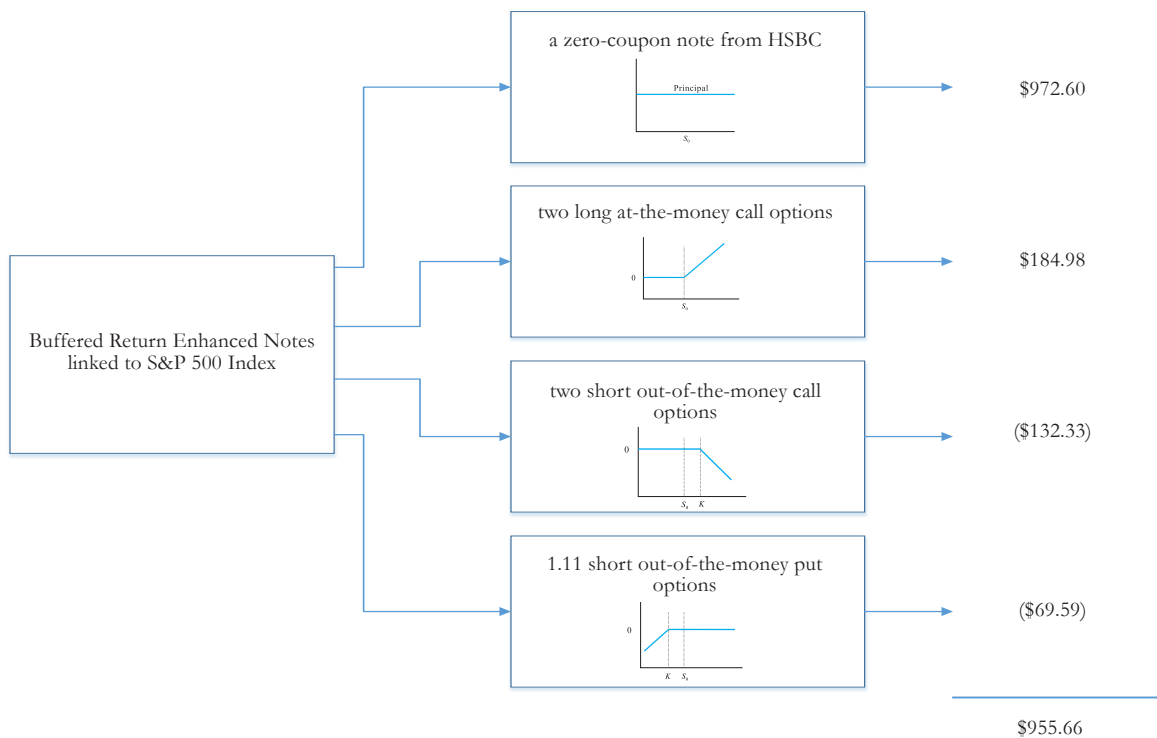 Buffered Return Enhanced Notes
linked to S&P 500 Index
a zero-coupon note from HSBC
Principal
S₀
$972.60
two long at-the-money call options
0
S₀
$184.98
two short out-of-the-money call
options
0
S₀ K
($132.33)
1.11 short out-of-the-money put
options
0
K S₀
($69.59)
$955.66